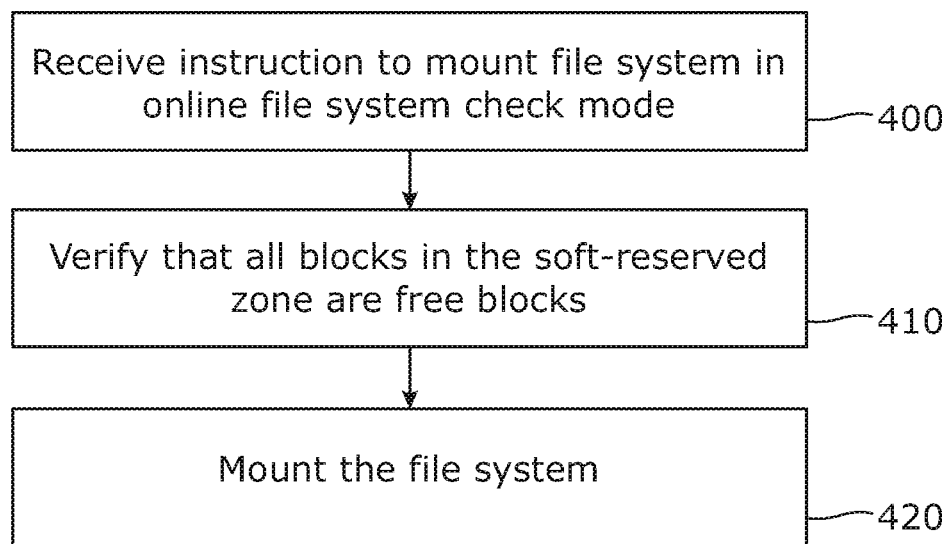 Receive instruction to mount file system in
online file system check mode
400
Verify that all blocks in the soft-reserved
zone are free blocks
410
Mount the file system
420